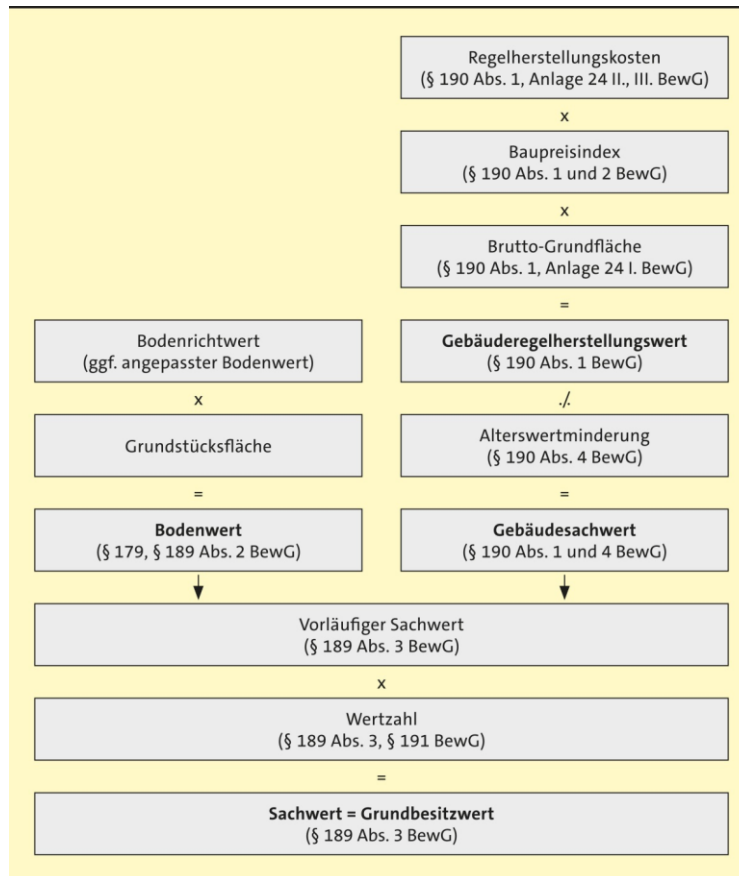 Regelherstellungskosten
(§ 190 Abs. 1, Anlage 24 II., III. BewG)
x
Baupreisindex
(§ 190 Abs. 1 und 2 BewG)
x
Brutto-Grundfläche
(§ 190 Abs. 1, Anlage 24 I. BewG)
=
Bodenrichtwert
(ggf. angepasster Bodenwert)
x
Grundstücksfläche
=
Bodenwert
(§ 179, § 189 Abs. 2 BewG)
Gebäuderegelherstellungswert
(§ 190 Abs. 1 BewG)
./.
Alterswertminderung
(§ 190 Abs. 4 BewG)
=
Gebäudesachwert
(§ 190 Abs. 1 und 4 BewG)
Vorläufiger Sachwert
(§ 189 Abs. 3 BewG)
x
Wertzahl
(§ 189 Abs. 3, § 191 BewG)
=
Sachwert = Grundbesitzwert
(§ 189 Abs. 3 BewG)